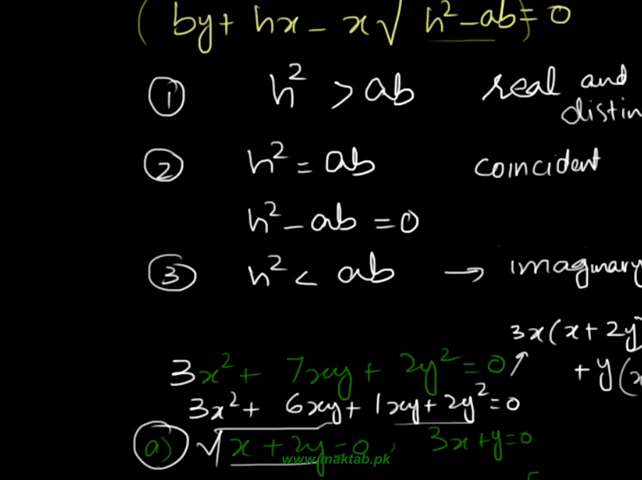 ( by + hx - x√ h² - ab) = 0
① h² > ab real and
distin
② h² = ab coincident
h² - ab = 0
③ h² < ab → imaginary
3x(x + 2y)
3x² + 7xy + 2y² = 0 ↗ + y(x
3x² + 6xy + 1xy + 2y² = 0
a) √ x + 2y = 0, 3x + y = 0
www.maktab.pk